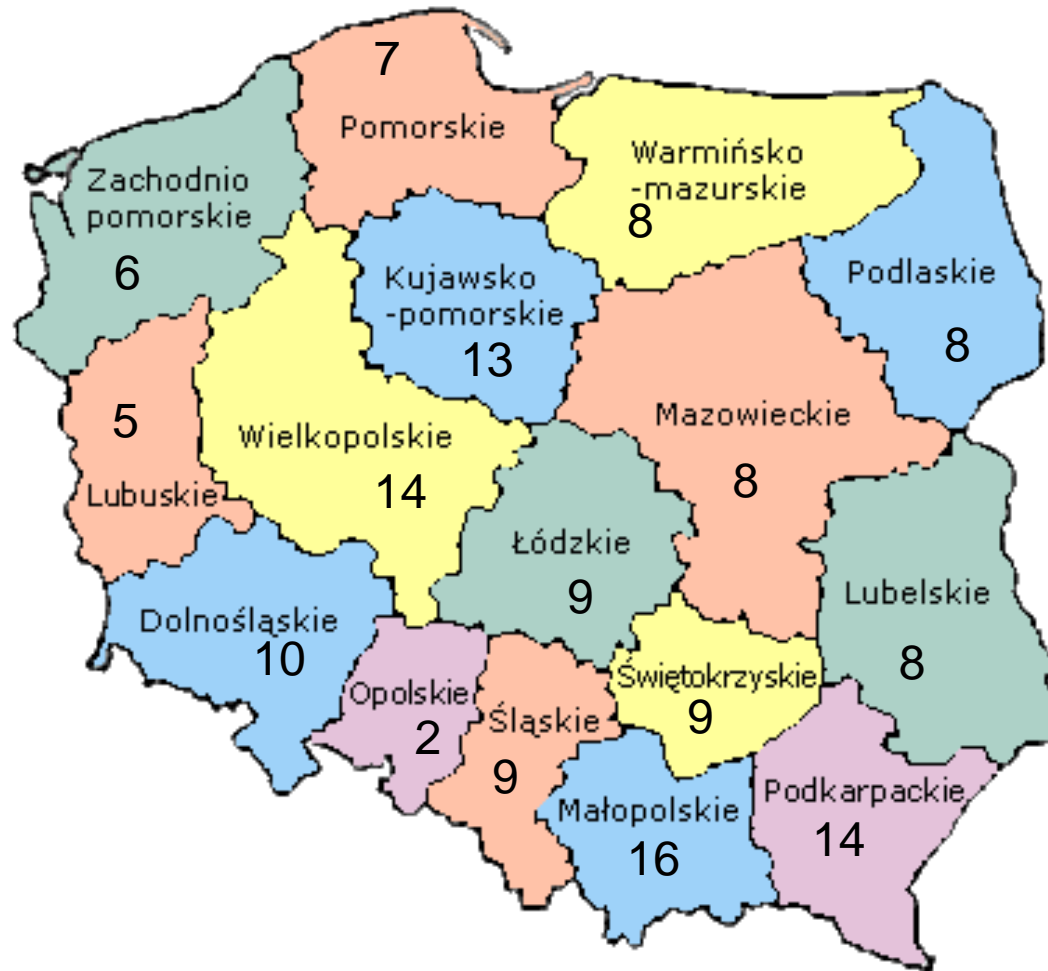 7
Pomorskie
Warmińsko
-mazurskie
8
Zachodnio
pomorskie
6
Podlaskie
8
Kujawsko
-pomorskie
13
5
Lubuskie
Wielkopolskie
14
Mazowieckie
8
Łódzkie
9
Lubelskie
8
Dolnośląskie
10
Opolskie
2
Śląskie
9
Świętokrzyskie
9
Małopolskie
16
Podkarpackie
14